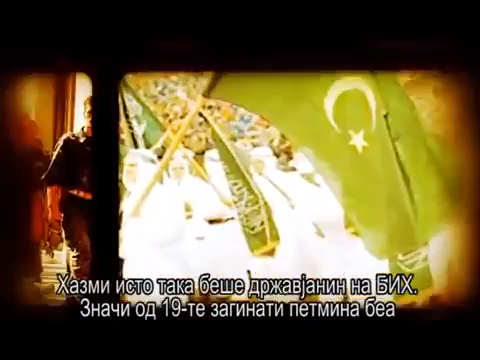 Хазми исто така беше државјанин на БИХ.
Значи од 19-те загинати петмина беа